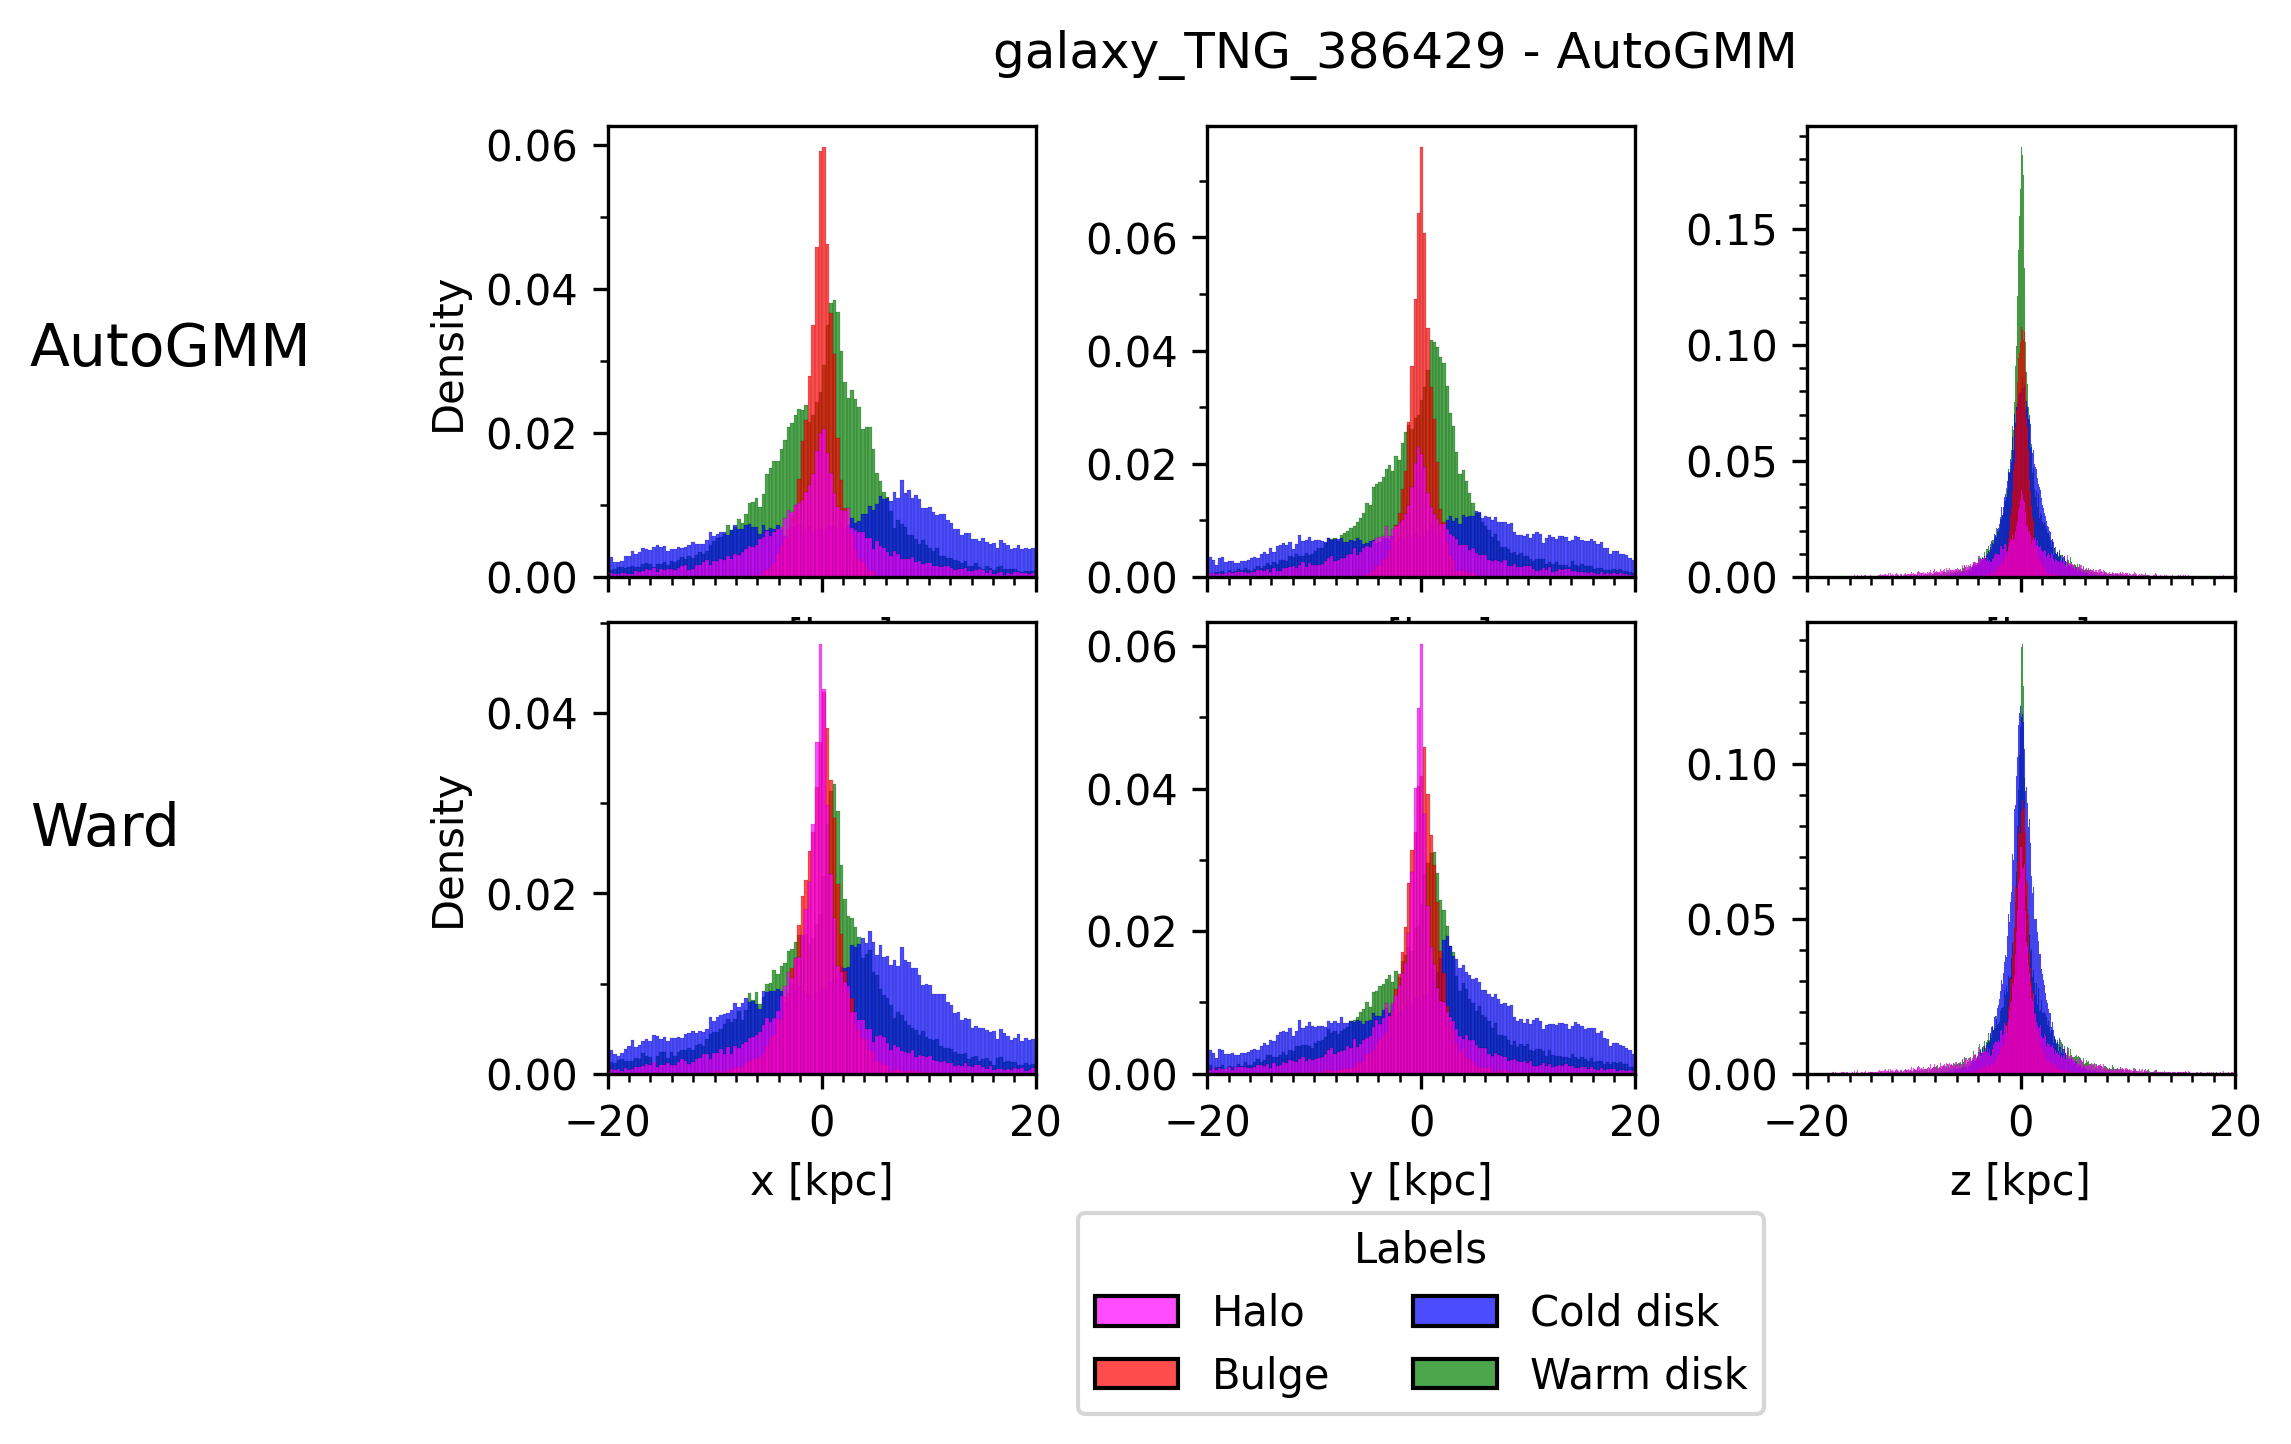 galaxy_TNG_386429 - AutoGMM
AutoGMM
Density
0.06
0.04
0.02
0.00
0.06
0.04
0.02
0.00
0.15
0.10
0.05
0.00
Ward
Density
0.04
0.02
0.00
0.06
0.04
0.02
0.00
0.10
0.05
0.00
−20 0 20
−20 0 20
−20 0 20
x [kpc]
y [kpc]
z [kpc]
Labels
Halo
Bulge
Cold disk
Warm disk